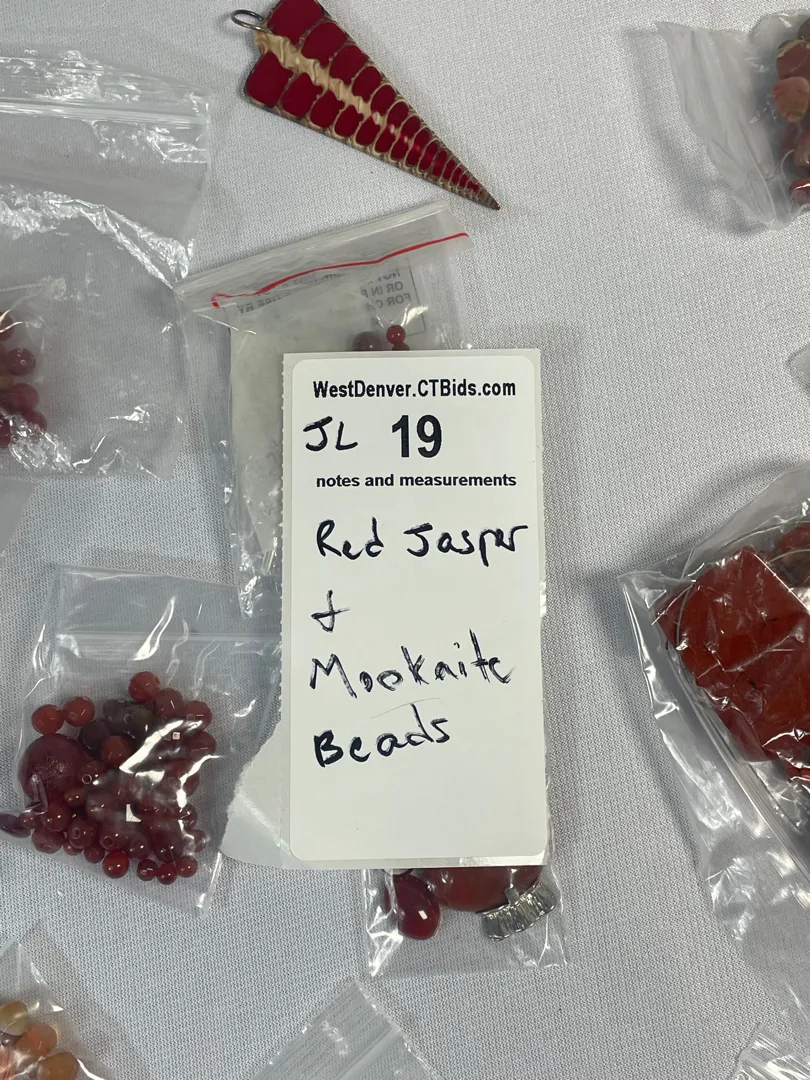 WestDenver.CTBids.com
JL 19
notes and measurements
Red Jasper
&
Mookaite
Beads